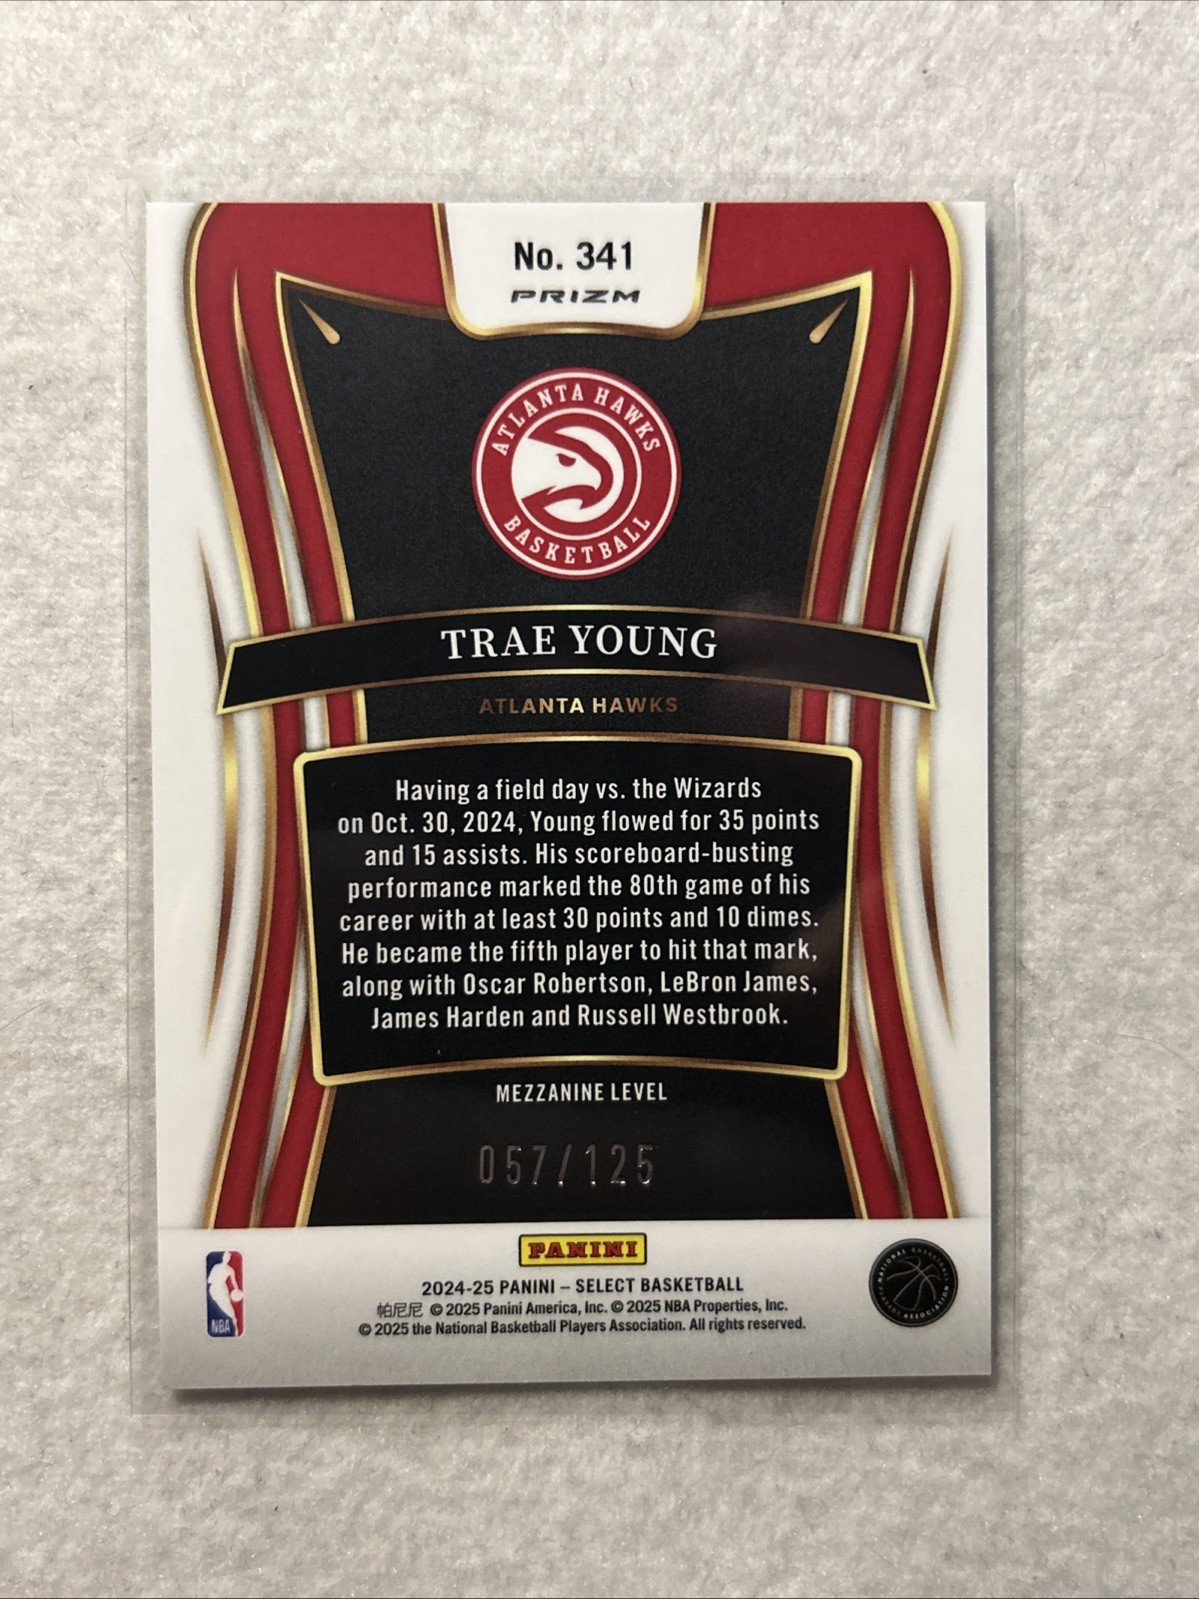 No. 341
PRIZM
ATLANTA HAWKS
BASKETBALL
TRAE YOUNG
ATLANTA HAWKS
Having a field day vs. the Wizards
on Oct. 30, 2024, Young flowed for 35 points
and 15 assists. His scoreboard-busting
performance marked the 80th game of his
career with at least 30 points and 10 dimes.
He became the fifth player to hit that mark,
along with Oscar Robertson, LeBron James,
James Harden and Russell Westbrook.
MEZZANINE LEVEL
057/125
PANINI
NBA
2024-25 PANINI – SELECT BASKETBALL
帕尼尼 © 2025 Panini America, Inc. © 2025 NBA Properties, Inc.
© 2025 the National Basketball Players Association. All rights reserved.
NATIONAL BASKETBALL
PLAYERS ASSOCIATION